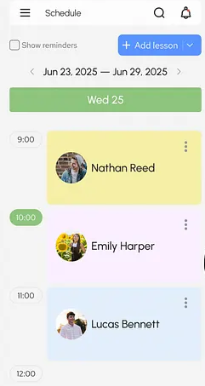 Schedule
Show reminders
+ Add lesson
Jun 23, 2025 — Jun 29, 2025
Wed 25
9:00
Nathan Reed
10:00
Emily Harper
11:00
Lucas Bennett
12:00